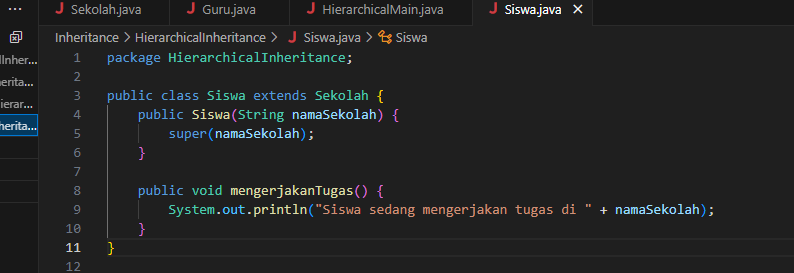 ... J Sekolah.java J Guru.java J HierarchicalMain.java J Siswa.java ×
Inheritance > HierarchicalInheritance > J Siswa.java > Siswa
lInher...
erita...
ierar...
herita...
1 package HierarchicalInheritance;
2
3 public class Siswa extends Sekolah {
4 public Siswa(String namaSekolah) {
5 super(namaSekolah);
6 }
7
8 public void mengerjakanTugas() {
9 System.out.println("Siswa sedang mengerjakan tugas di " + namaSekolah);
10 }
11 }
12